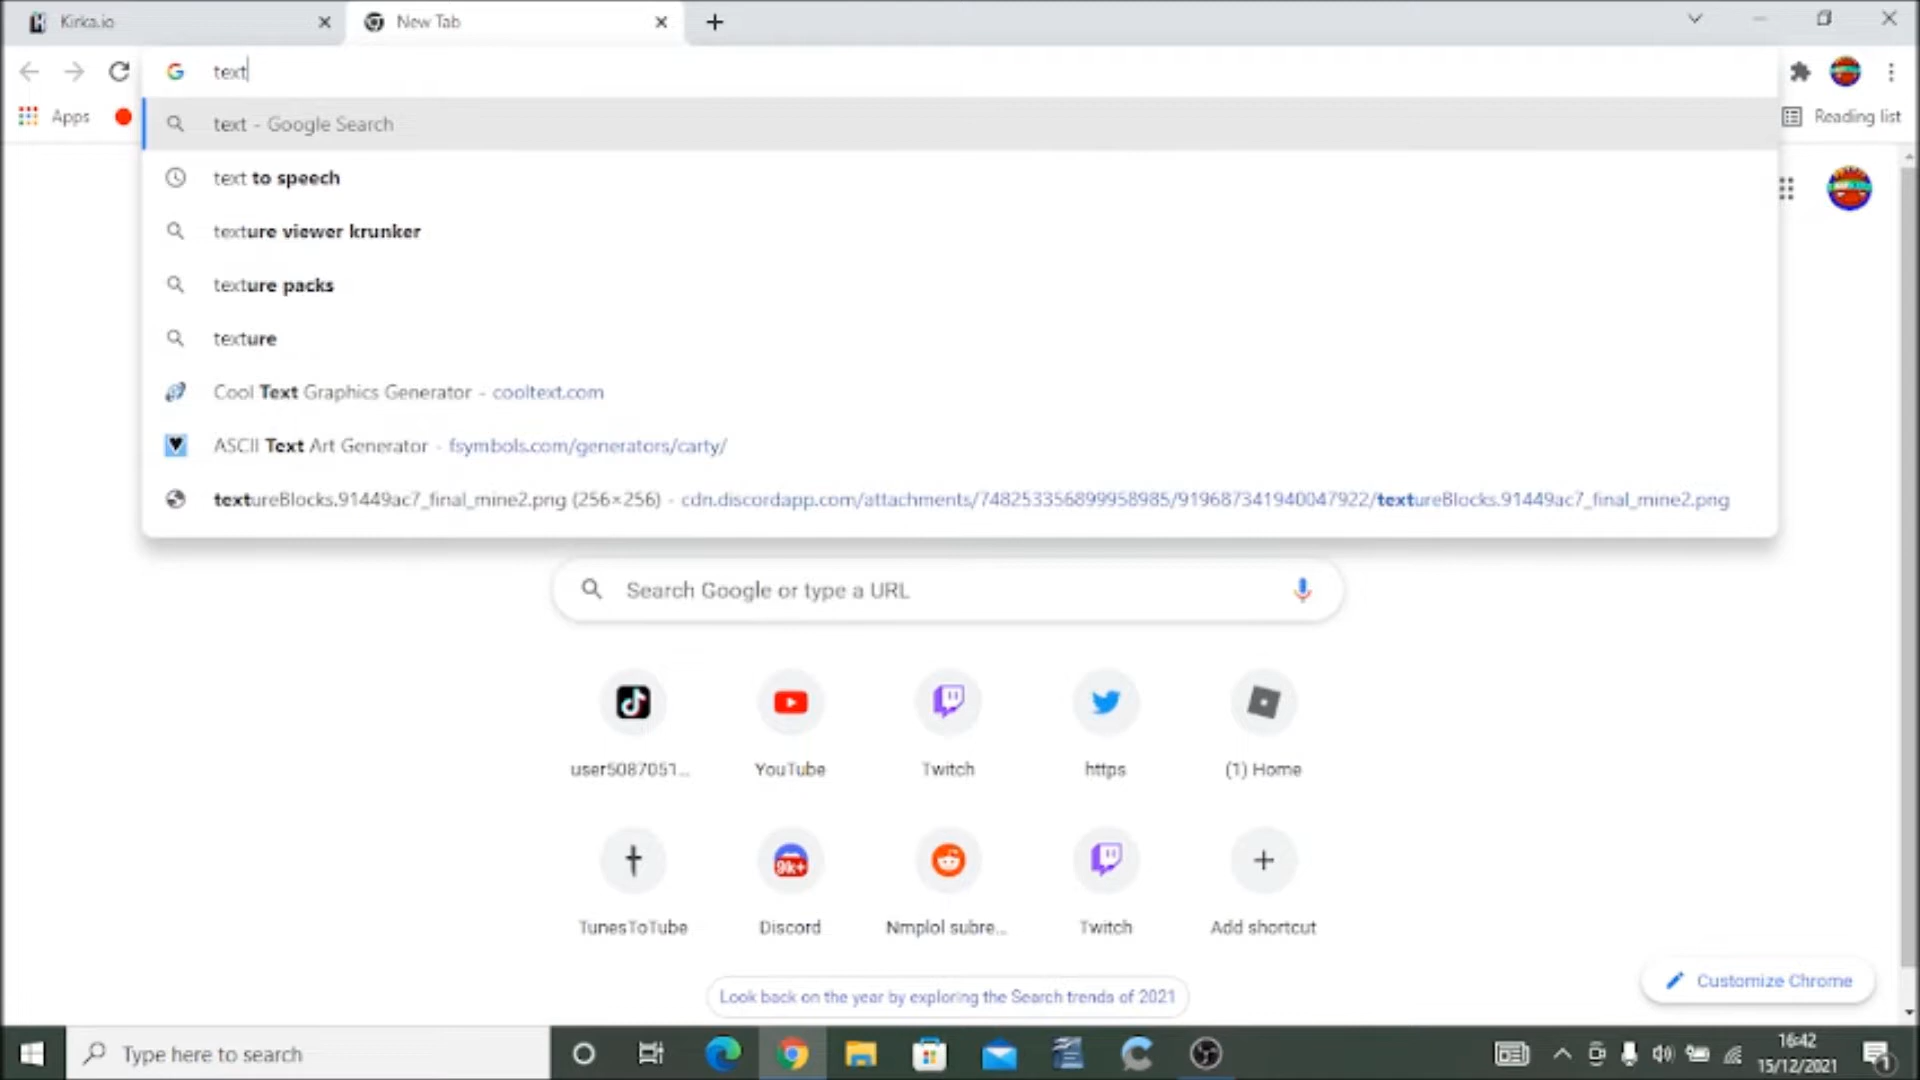 Kirka.io
New Tab
text
Apps
Reading list
text - Google Search
text to speech
texture viewer krunker
texture packs
texture
Cool Text Graphics Generator - cooltext.com
ASCII Text Art Generator - fsymbols.com/generators/carty/
textureBlocks.91449ac7_final_mine2.png (256×256) - cdn.discordapp.com/attachments/748253356899958985/919687341940047922/textureBlocks.91449ac7_final_mine2.png
Search Google or type a URL
user5087051...
YouTube
Twitch
https
(1) Home
99k+
TunesToTube
Discord
Nmplol subre...
Twitch
Add shortcut
Look back on the year by exploring the Search trends of 2021
Customize Chrome
Type here to search
16:42
15/12/2021
1